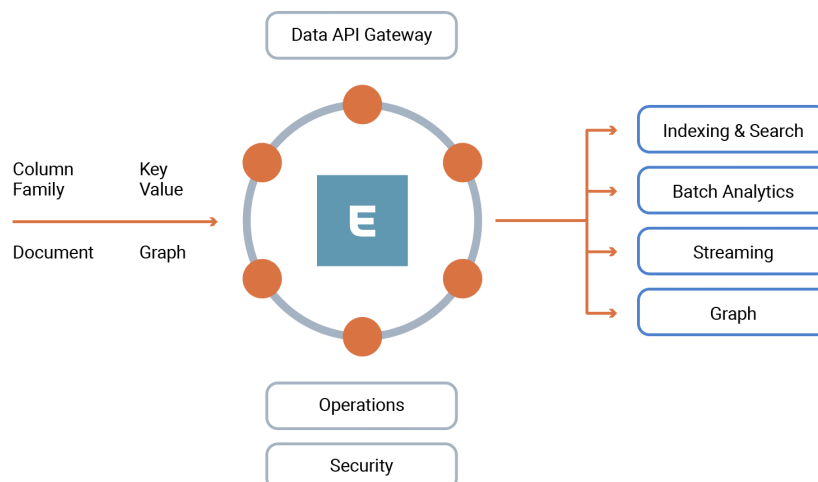 Data API Gateway
Column
Family
Key
Value
Document
Graph
E
Indexing & Search
Batch Analytics
Streaming
Graph
Operations
Security